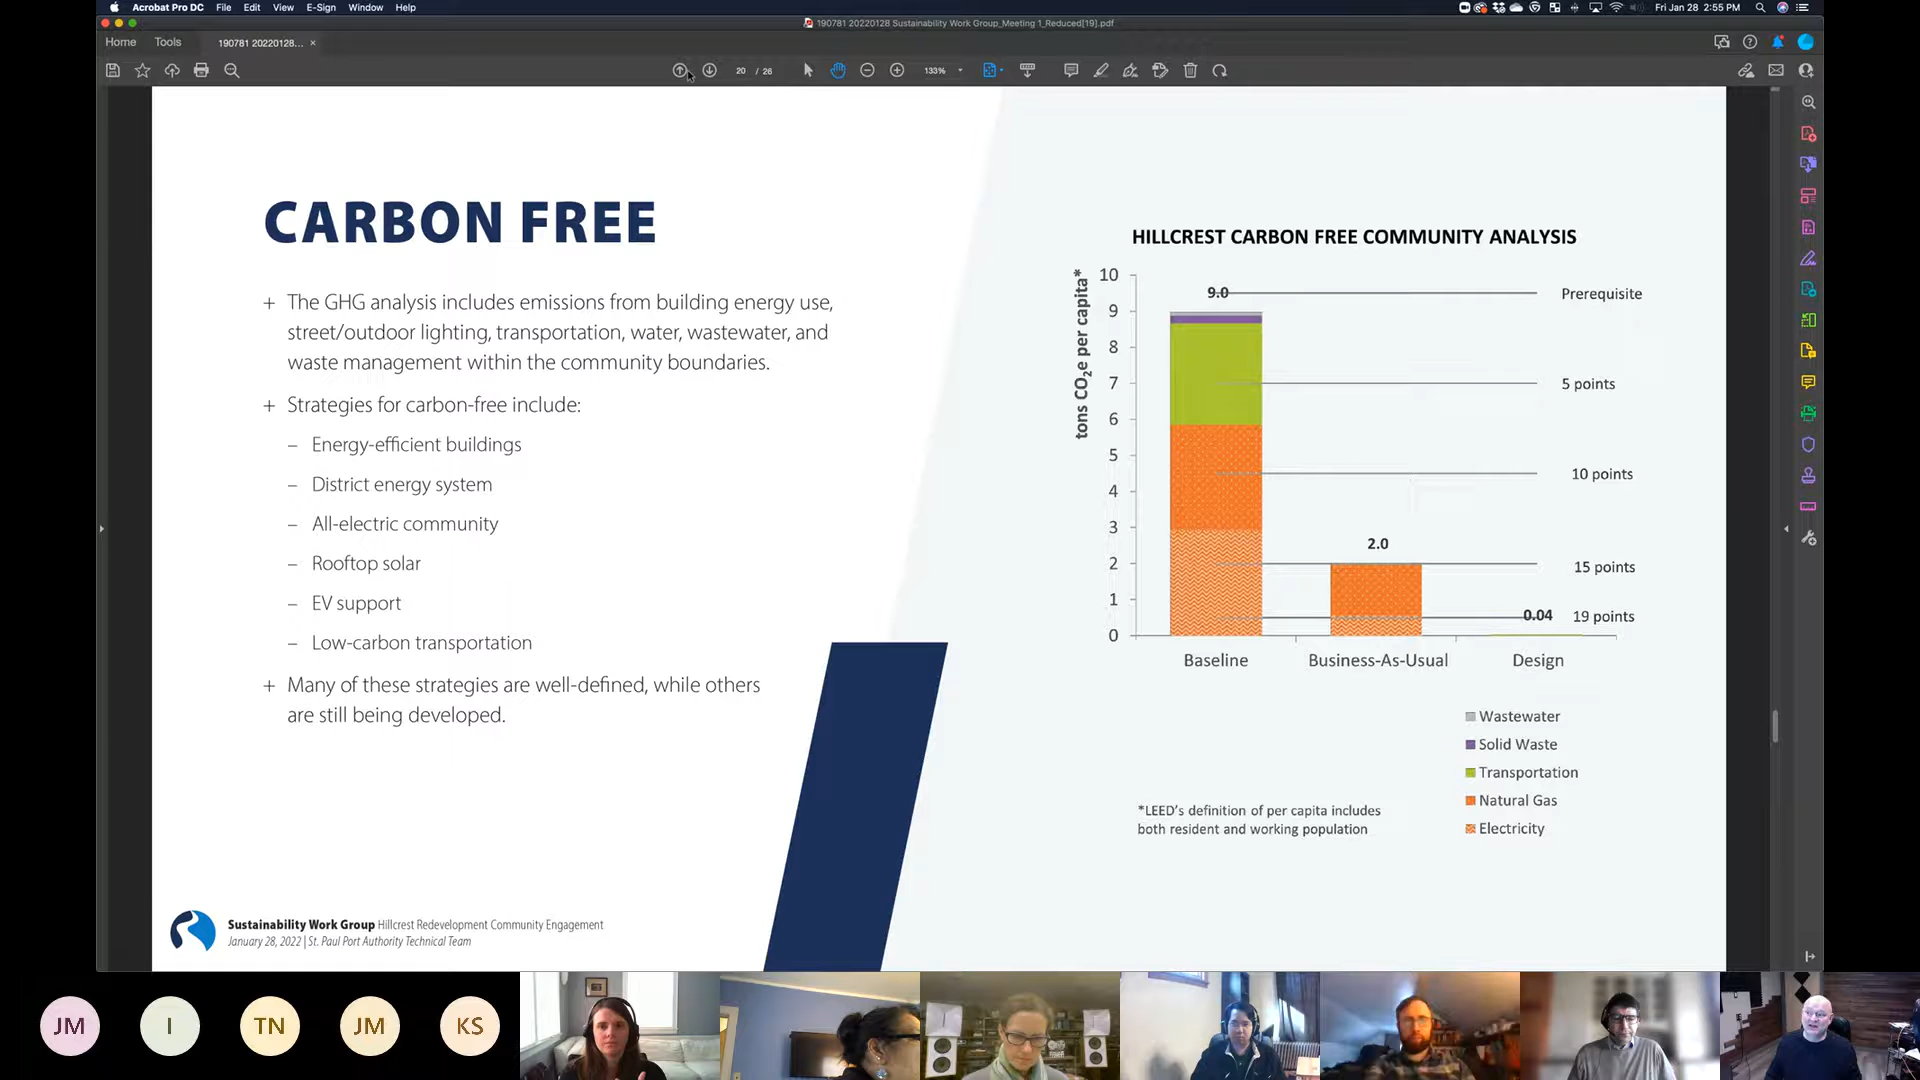 Acrobat Pro DC File Edit View E-Sign Window Help
Fri Jan 28 2:55 PM
190781 20220128 Sustainability Work Group_Meeting 1_Reduced[19].pdf
Home Tools 190781 20220128... ×
20 / 26 133%
CARBON FREE
+ The GHG analysis includes emissions from building energy use,
street/outdoor lighting, transportation, water, wastewater, and
waste management within the community boundaries.
+ Strategies for carbon-free include:
– Energy-efficient buildings
– District energy system
– All-electric community
– Rooftop solar
– EV support
– Low-carbon transportation
+ Many of these strategies are well-defined, while others
are still being developed.
HILLCREST CARBON FREE COMMUNITY ANALYSIS
tons CO₂e per capita*
10
9
8
7
6
5
4
3
2
1
0
9.0
2.0
0.04
Prerequisite
5 points
10 points
15 points
19 points
Baseline Business-As-Usual Design
Wastewater
Solid Waste
Transportation
Natural Gas
Electricity
*LEED's definition of per capita includes
both resident and working population
Sustainability Work Group Hillcrest Redevelopment Community Engagement
January 28, 2022 | St. Paul Port Authority Technical Team
JM I TN JM KS